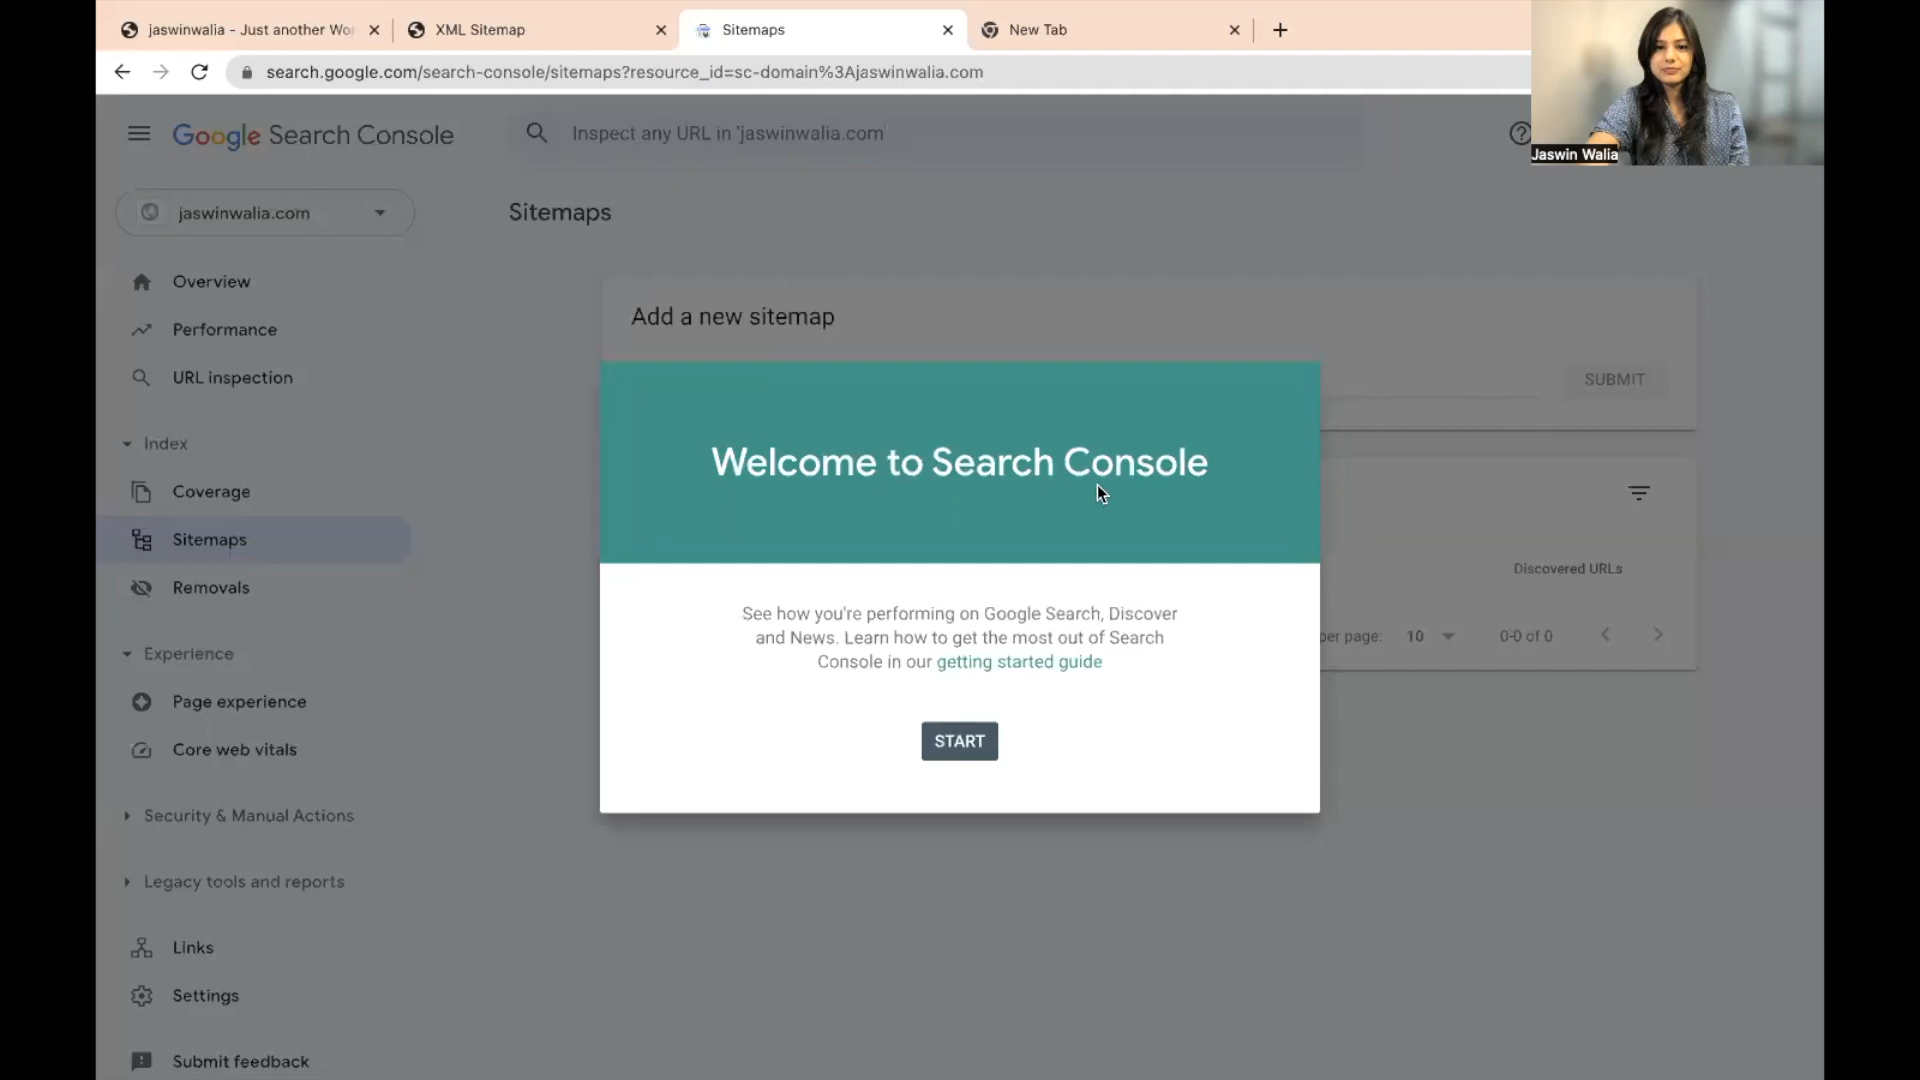 jaswinwalia - Just another Wo
XML Sitemap
Sitemaps
New Tab
search.google.com/search-console/sitemaps?resource_id=sc-domain%3Ajaswinwalia.com
Google Search Console
Inspect any URL in 'jaswinwalia.com'
Jaswin Walia
jaswinwalia.com
Sitemaps
Overview
Performance
URL inspection
Index
Coverage
Sitemaps
Removals
Experience
Page experience
Core web vitals
Security & Manual Actions
Legacy tools and reports
Links
Settings
Submit feedback
Add a new sitemap
SUBMIT
Discovered URLs
per page: 10 0-0 of 0
Welcome to Search Console
See how you're performing on Google Search, Discover
and News. Learn how to get the most out of Search
Console in our getting started guide
START